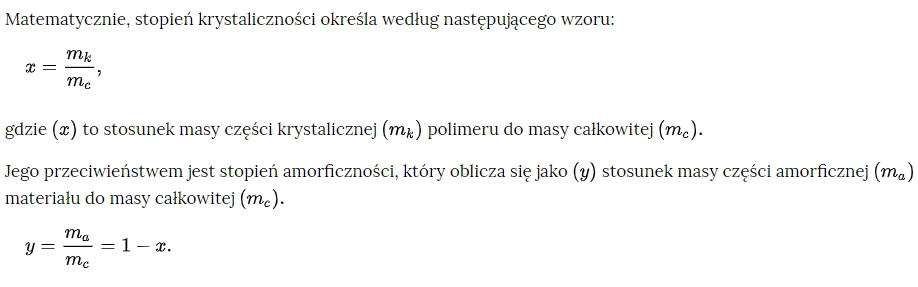 Matematycznie, stopień krystaliczności określa według następującego wzoru:
x = m_k / m_c,
gdzie (x) to stosunek masy części krystalicznej (m_k) polimeru do masy całkowitej (m_c).
Jego przeciwieństwem jest stopień amorficzności, który oblicza się jako (y) stosunek masy części amorficznej (m_a)
materiału do masy całkowitej (m_c).
y = m_a / m_c = 1 − x.